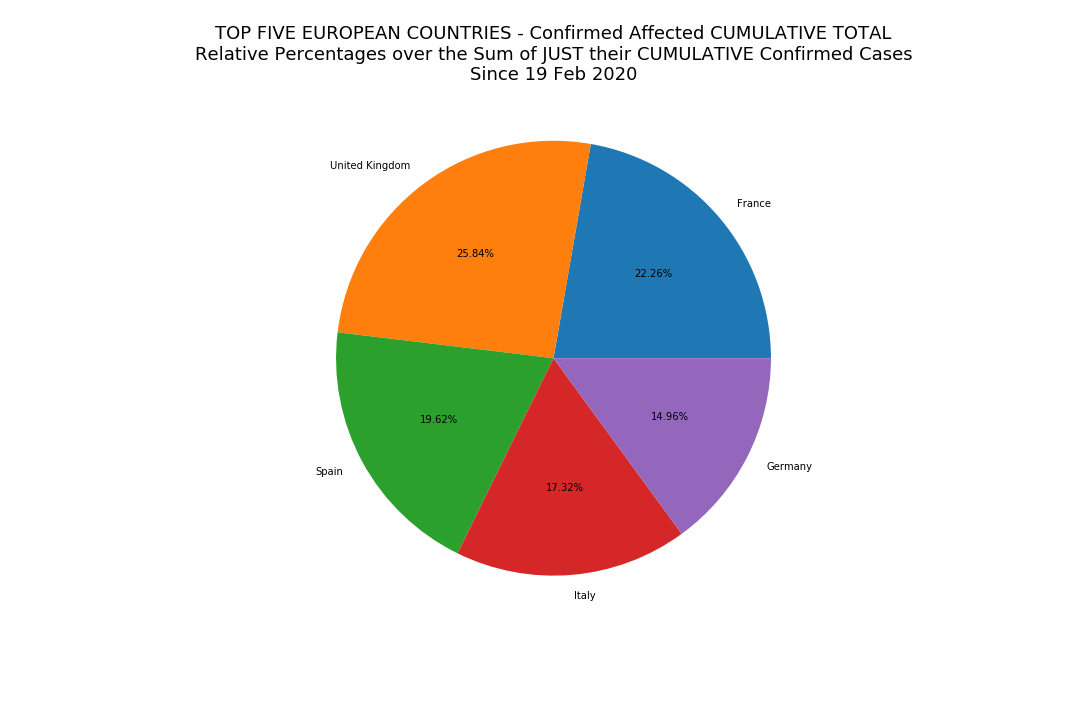 TOP FIVE EUROPEAN COUNTRIES - Confirmed Affected CUMULATIVE TOTAL
Relative Percentages over the Sum of JUST their CUMULATIVE Confirmed Cases
Since 19 Feb 2020
United Kingdom
France
25.84%
22.26%
19.62%
14.96%
Spain
Germany
17.32%
Italy